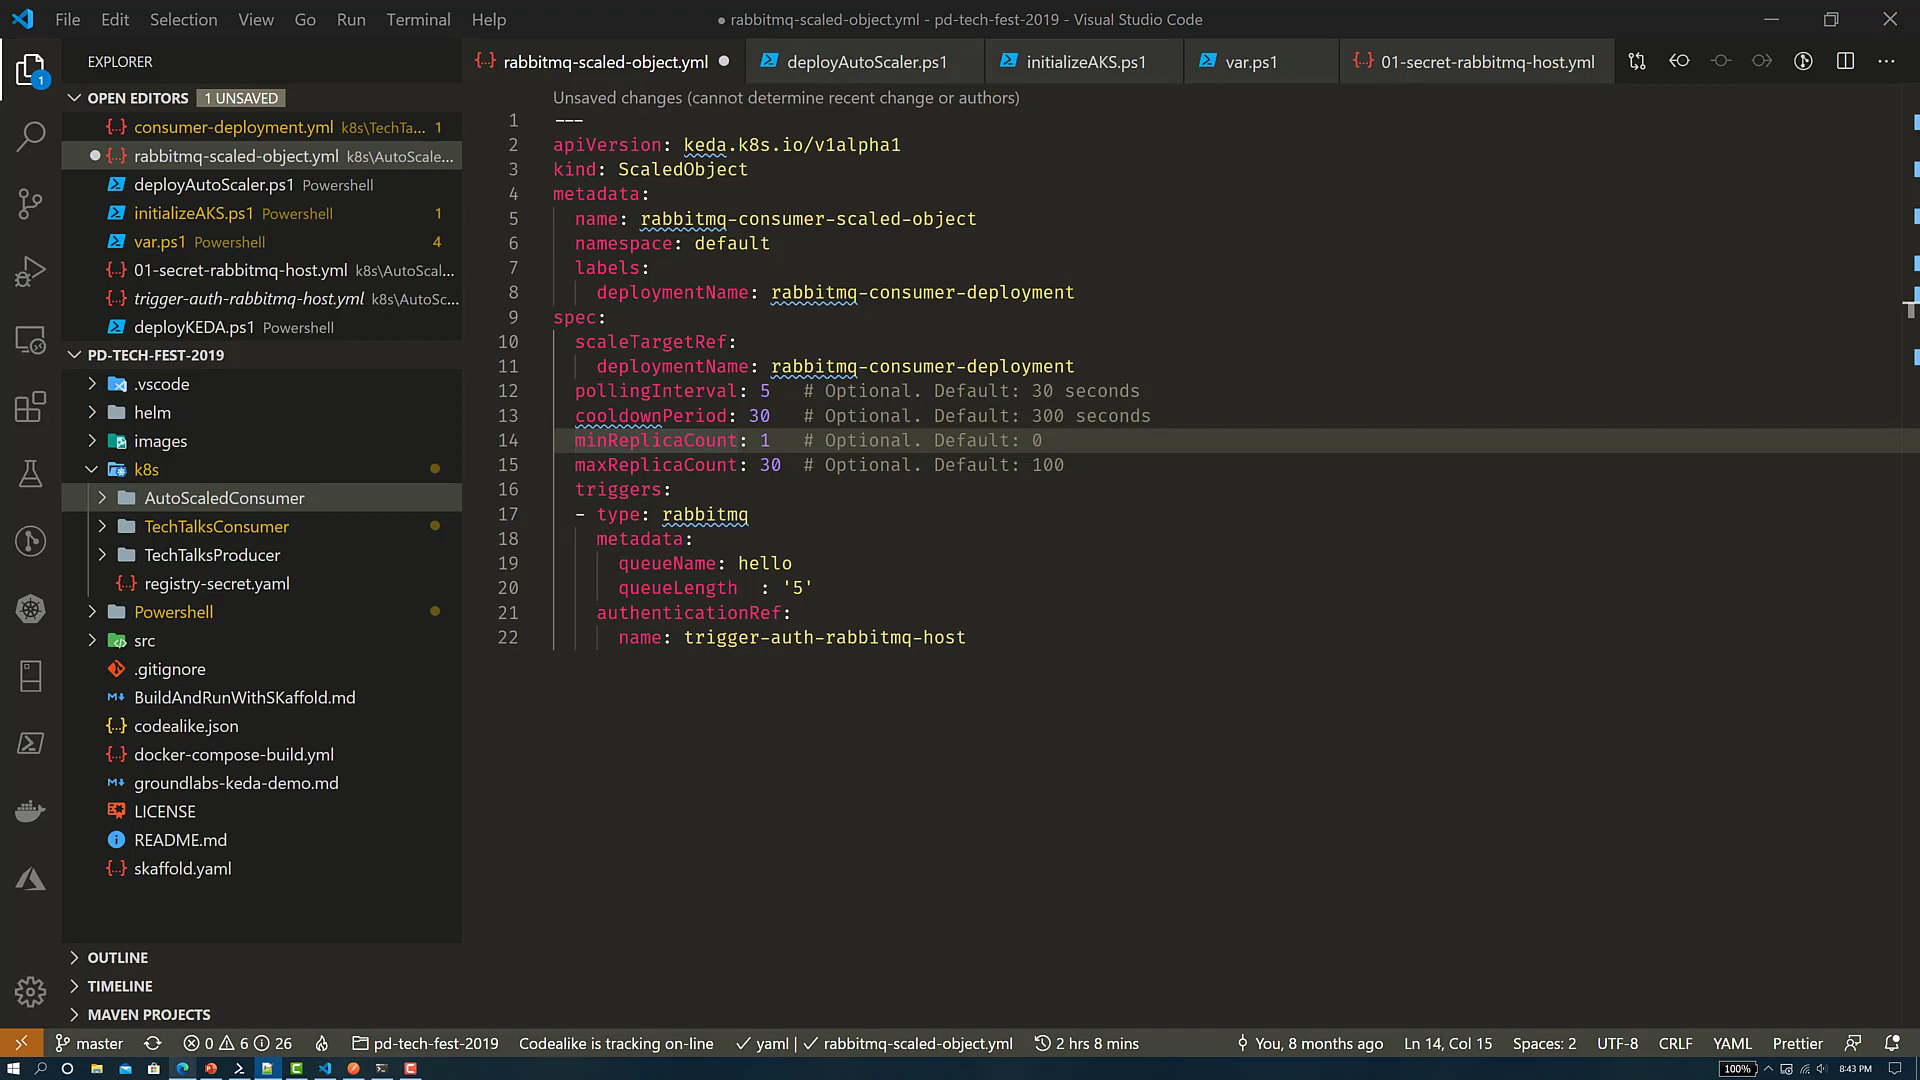 File Edit Selection View Go Run Terminal Help
● rabbitmq-scaled-object.yml - pd-tech-fest-2019 - Visual Studio Code
EXPLORER
OPEN EDITORS 1 UNSAVED
consumer-deployment.yml k8s\TechTa... 1
rabbitmq-scaled-object.yml k8s\AutoScale...
deployAutoScaler.ps1 Powershell
initializeAKS.ps1 Powershell 1
var.ps1 Powershell 4
01-secret-rabbitmq-host.yml k8s\AutoScal...
trigger-auth-rabbitmq-host.yml k8s\AutoSc...
deployKEDA.ps1 Powershell
PD-TECH-FEST-2019
.vscode
helm
images
k8s
AutoScaledConsumer
TechTalksConsumer
TechTalksProducer
registry-secret.yaml
Powershell
src
.gitignore
BuildAndRunWithSKaffold.md
codealike.json
docker-compose-build.yml
groundlabs-keda-demo.md
LICENSE
README.md
skaffold.yaml
OUTLINE
TIMELINE
MAVEN PROJECTS
1
rabbitmq-scaled-object.yml deployAutoScaler.ps1 initializeAKS.ps1 var.ps1 01-secret-rabbitmq-host.yml
Unsaved changes (cannot determine recent change or authors)
1 ---
2 apiVersion: keda.k8s.io/v1alpha1
3 kind: ScaledObject
4 metadata:
5 name: rabbitmq-consumer-scaled-object
6 namespace: default
7 labels:
8 deploymentName: rabbitmq-consumer-deployment
9 spec:
10 scaleTargetRef:
11 deploymentName: rabbitmq-consumer-deployment
12 pollingInterval: 5 # Optional. Default: 30 seconds
13 cooldownPeriod: 30 # Optional. Default: 300 seconds
14 minReplicaCount: 1 # Optional. Default: 0
15 maxReplicaCount: 30 # Optional. Default: 100
16 triggers:
17 - type: rabbitmq
18 metadata:
19 queueName: hello
20 queueLength : '5'
21 authenticationRef:
22 name: trigger-auth-rabbitmq-host
master 0 6 26 pd-tech-fest-2019 Codealike is tracking on-line yaml | rabbitmq-scaled-object.yml 2 hrs 8 mins You, 8 months ago Ln 14, Col 15 Spaces: 2 UTF-8 CRLF YAML Prettier
100% 8:43 PM